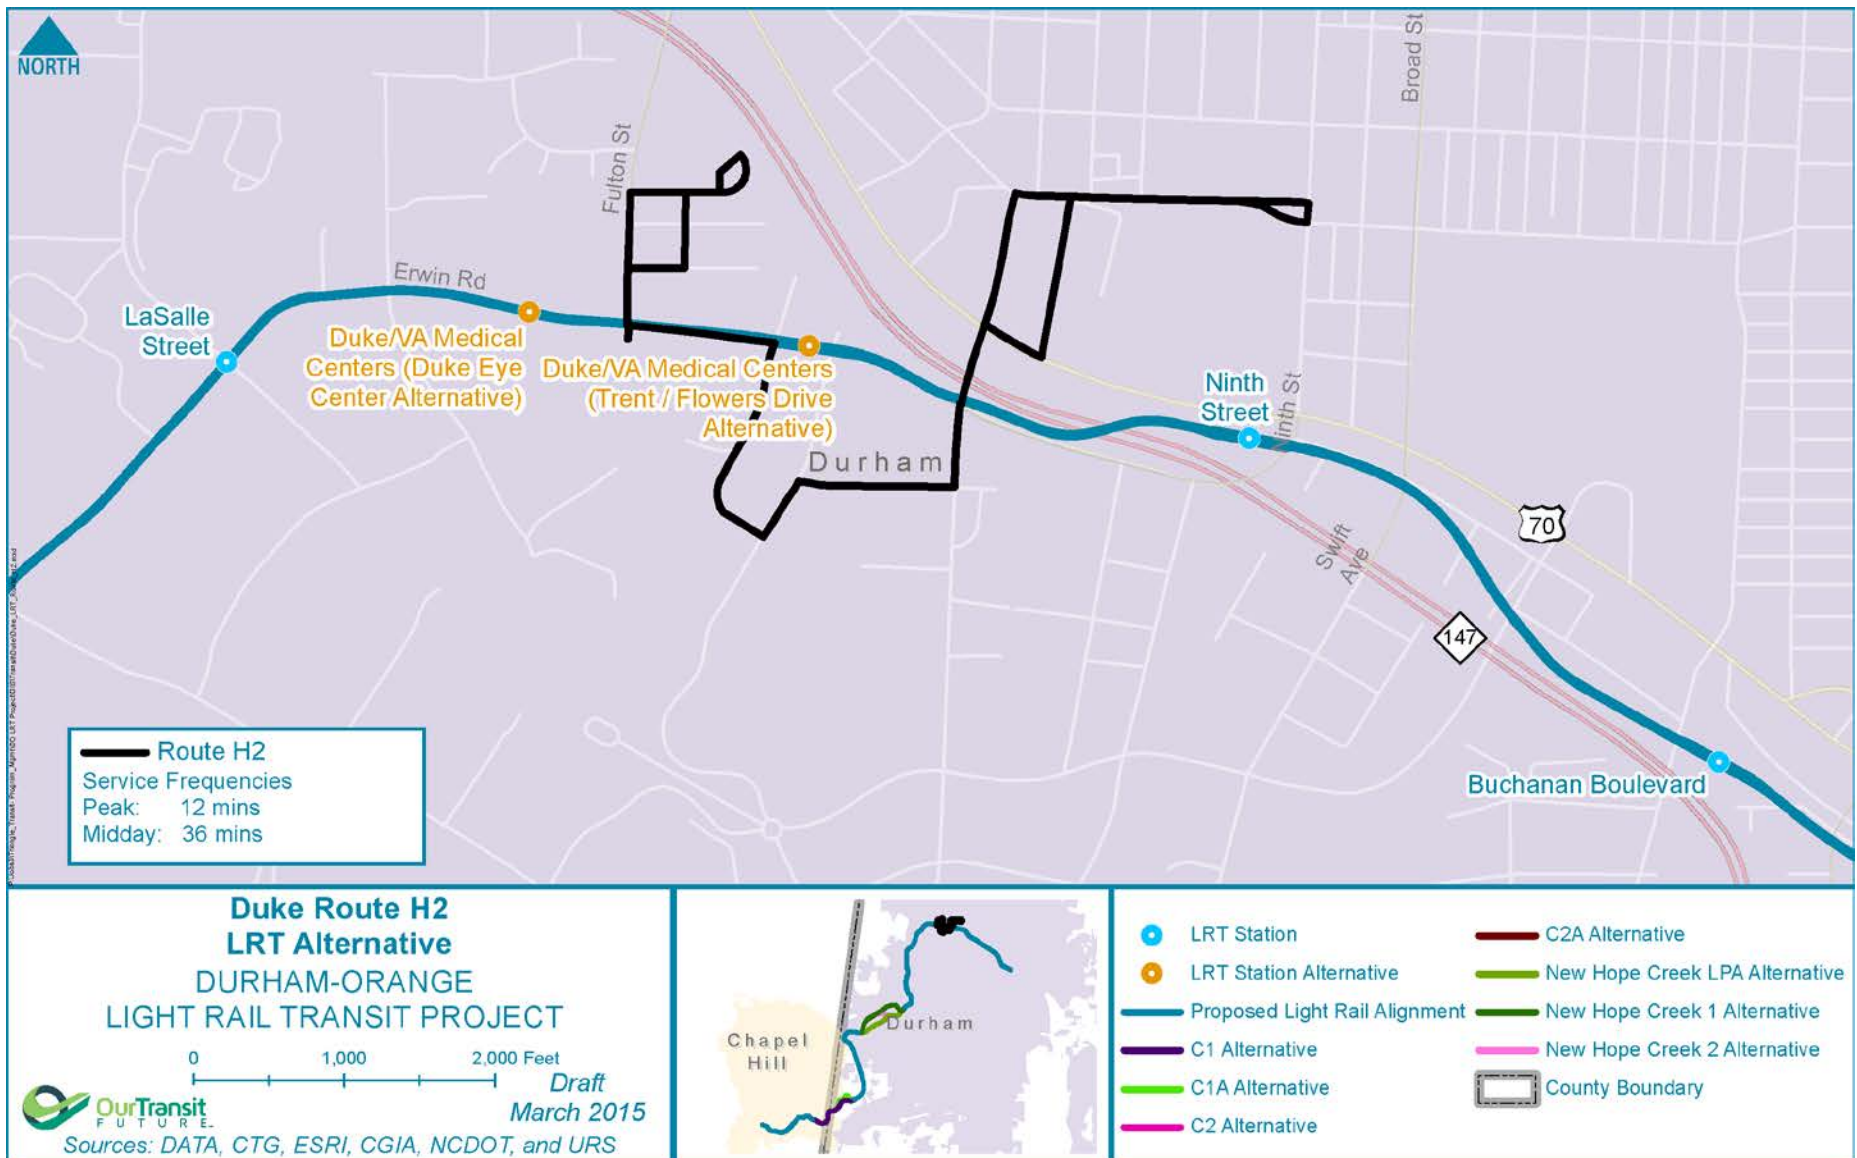 NORTH
Broad St
Fulton St
Erwin Rd
LaSalle
Street
Duke/VA Medical
Centers (Duke Eye
Center Alternative)
Duke/VA Medical Centers
(Trent / Flowers Drive
Alternative)
Durham
Ninth
Street
Ninth St
70
Swift
Ave
147
Buchanan Boulevard
Route H2
Service Frequencies
Peak: 12 mins
Midday: 36 mins
Duke Route H2
LRT Alternative
DURHAM-ORANGE
LIGHT RAIL TRANSIT PROJECT
0 1,000 2,000 Feet
Draft
March 2015
OurTransit
FUTURE
Sources: DATA, CTG, ESRI, CGIA, NCDOT, and URS
Chapel
Hill
Durham
LRT Station
LRT Station Alternative
Proposed Light Rail Alignment
C1 Alternative
C1A Alternative
C2 Alternative
C2A Alternative
New Hope Creek LPA Alternative
New Hope Creek 1 Alternative
New Hope Creek 2 Alternative
County Boundary